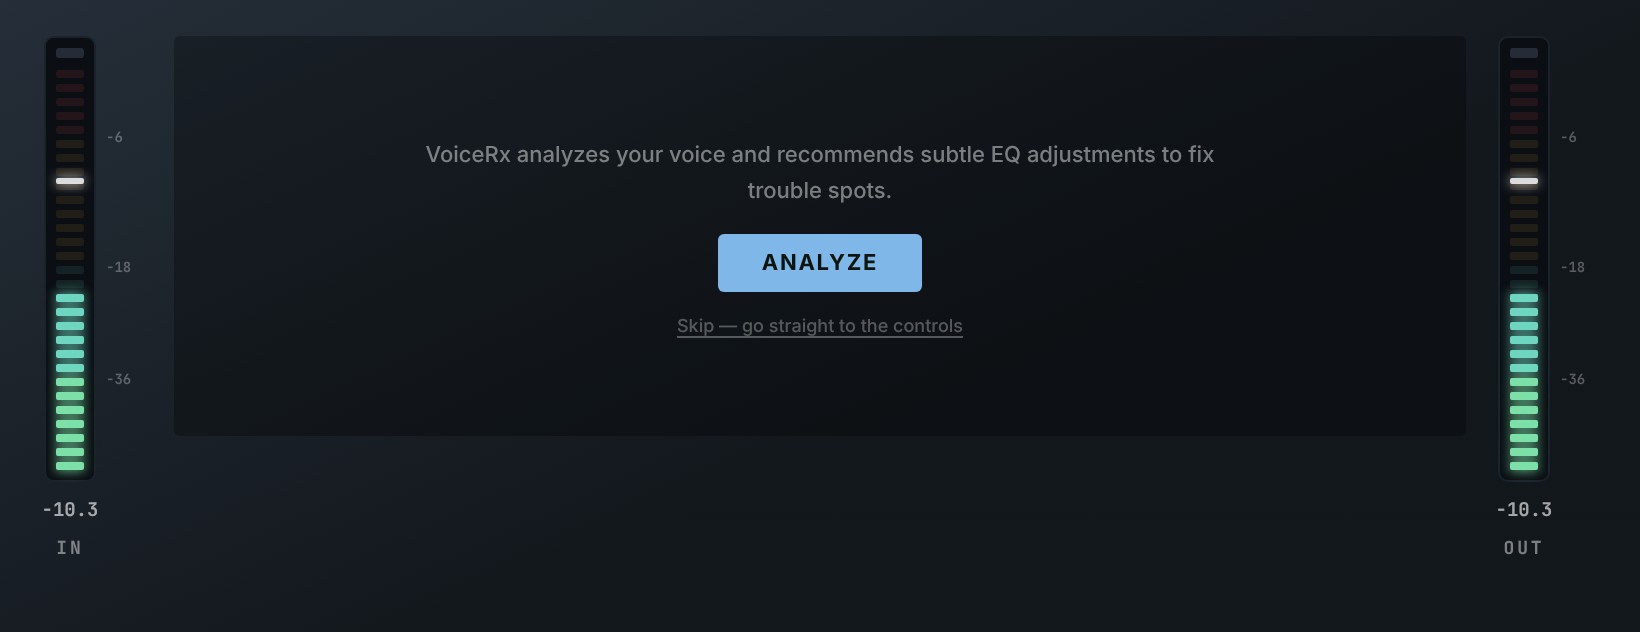 -6
-18
-36
-10.3
IN
VoiceRx analyzes your voice and recommends subtle EQ adjustments to fix
trouble spots.
ANALYZE
Skip — go straight to the controls
-6
-18
-36
-10.3
OUT